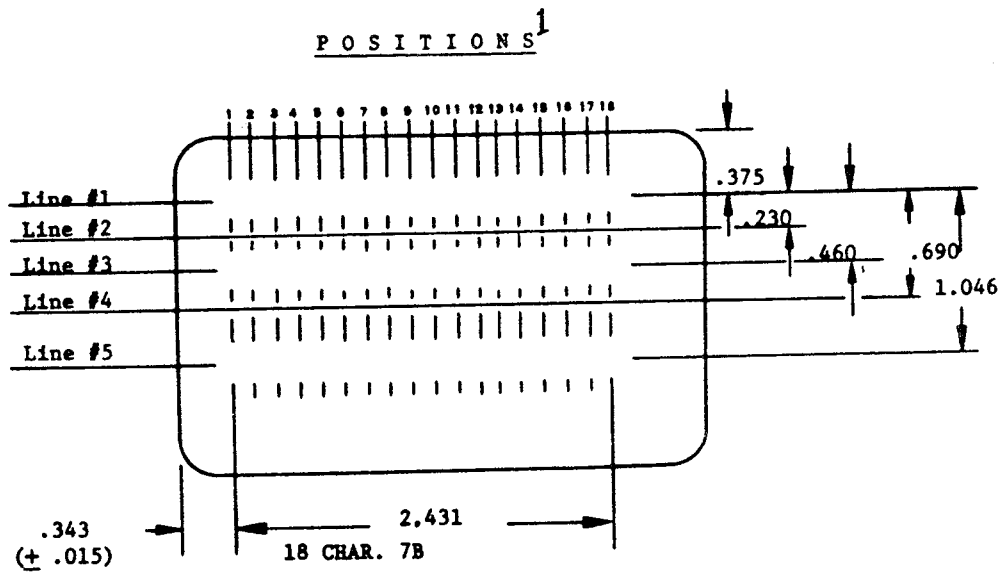 P O S I T I O N S 1
1 2 3 4 5 6 7 8 9 10 11 12 13 14 15 16 17 18
Line #1 .375
Line #2 .230
Line #3 .460 .690
Line #4 1.046
Line #5
.343 2,431
(± .015) 18 CHAR. 7B